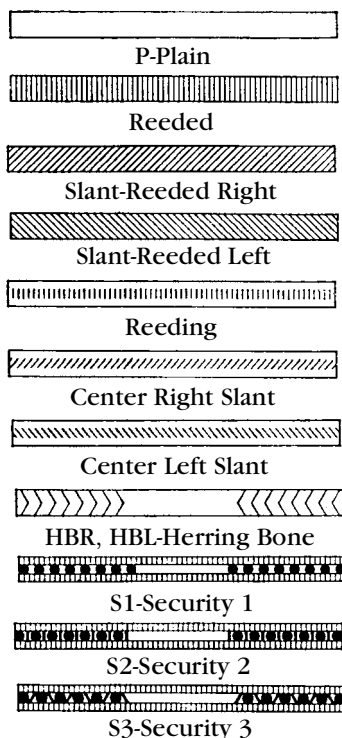 P-Plain
Reeded
Slant-Reeded Right
Slant-Reeded Left
Reeding
Center Right Slant
Center Left Slant
HBR, HBL-Herring Bone
S1-Security 1
S2-Security 2
S3-Security 3